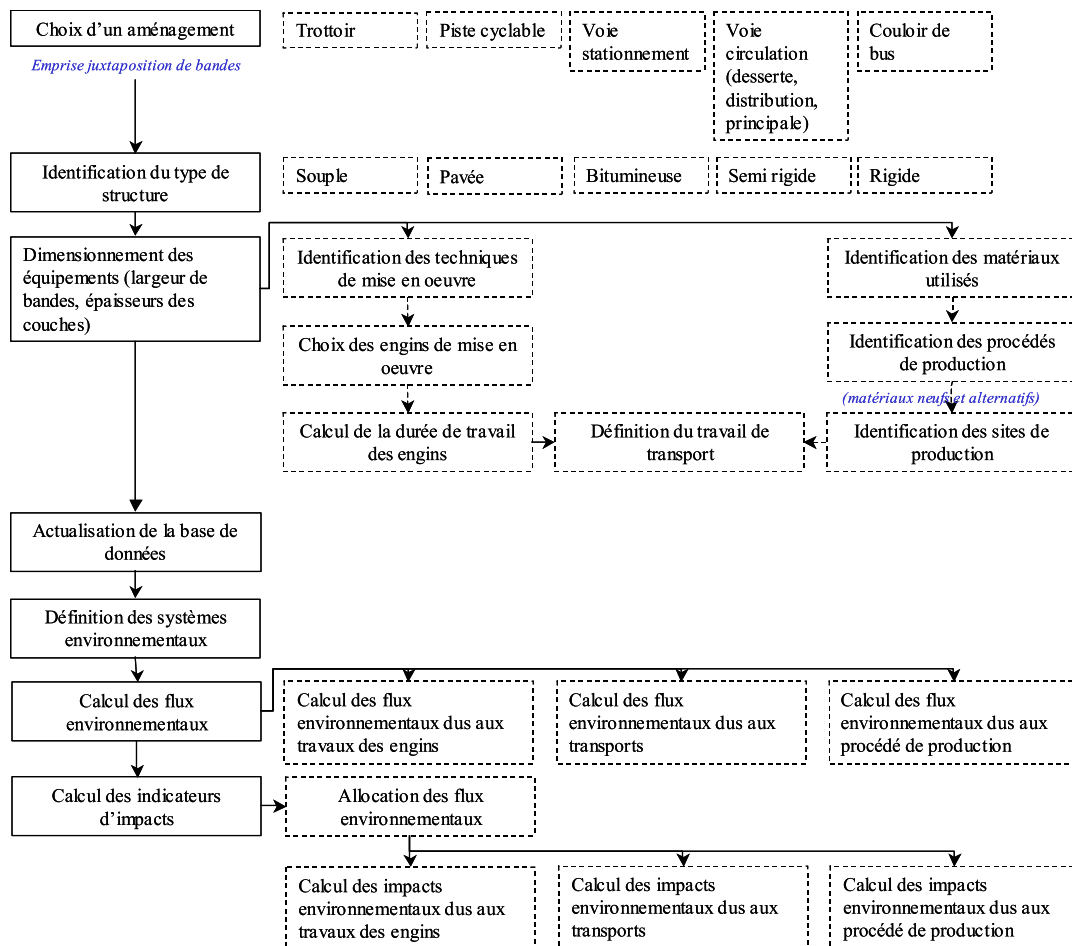 Choix d'un aménagement
Emprise juxtaposition de bandes
Trottoir
Piste cyclable
Voie
stationnement
Voie
circulation
(desserte,
distribution,
principale)
Couloir de
bus
Identification du type de
structure
Souple
Pavée
Bitumineuse
Semi rigide
Rigide
Dimensionnement des
équipements (largeur de
bandes, épaisseurs des
couches)
Identification des techniques
de mise en oeuvre
Identification des matériaux
utilisés
Choix des engins de mise en
oeuvre
Identification des procédés
de production
(matériaux neufs et alternatifs)
Calcul de la durée de travail
des engins
Définition du travail de
transport
Identification des sites de
production
Actualisation de la base de
données
Définition des systèmes
environnementaux
Calcul des flux
environnementaux
Calcul des flux
environnementaux dus aux
travaux des engins
Calcul des flux
environnementaux dus aux
transports
Calcul des flux
environnementaux dus aux
procédé de production
Calcul des indicateurs
d'impacts
Allocation des flux
environnementaux
Calcul des impacts
environnementaux dus aux
travaux des engins
Calcul des impacts
environnementaux dus aux
transports
Calcul des impacts
environnementaux dus aux
procédé de production